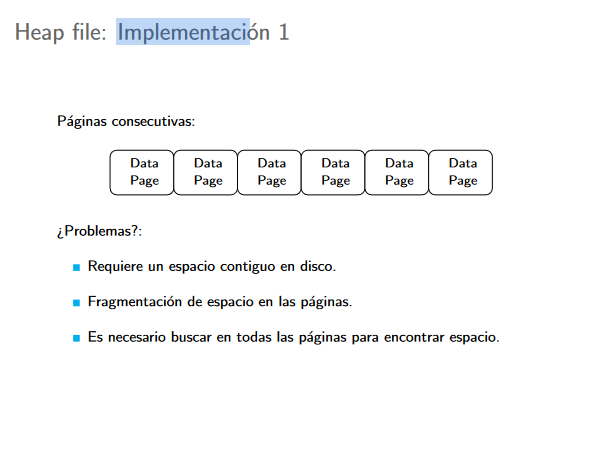 Heap file: Implementación 1
Páginas consecutivas:
Data Data Data Data Data Data
Page Page Page Page Page Page
¿Problemas?:
Requiere un espacio contiguo en disco.
Fragmentación de espacio en las páginas.
Es necesario buscar en todas las páginas para encontrar espacio.